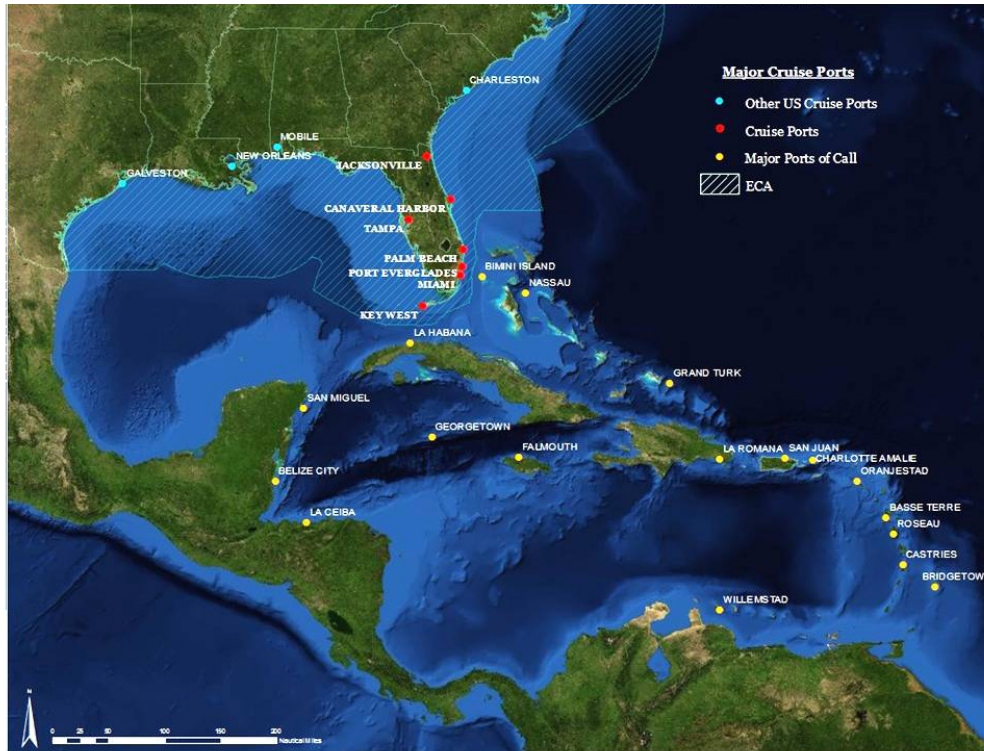 Major Cruise Ports
Other US Cruise Ports
Cruise Ports
Major Ports of Call
ECA
CHARLESTON
MOBILE
NEW ORLEANS
GALVESTON
JACKSONVILLE
CANAVERAL HARBOR
TAMPA
PALM BEACH
PORT EVERGLADES
MIAMI
KEY WEST
BIMINI ISLAND
NASSAU
LA HABANA
GRAND TURK
SAN MIGUEL
GEORGETOWN
FALMOUTH
LA ROMANA
SAN JUAN
CHARLOTTE AMALIE
ORANJESTAD
BELIZE CITY
BASSE TERRE
LA CEIBA
ROSEAU
CASTRIES
BRIDGETOW
WILLEMSTAD
N
0 25 50 100 150 200
Nautical Miles